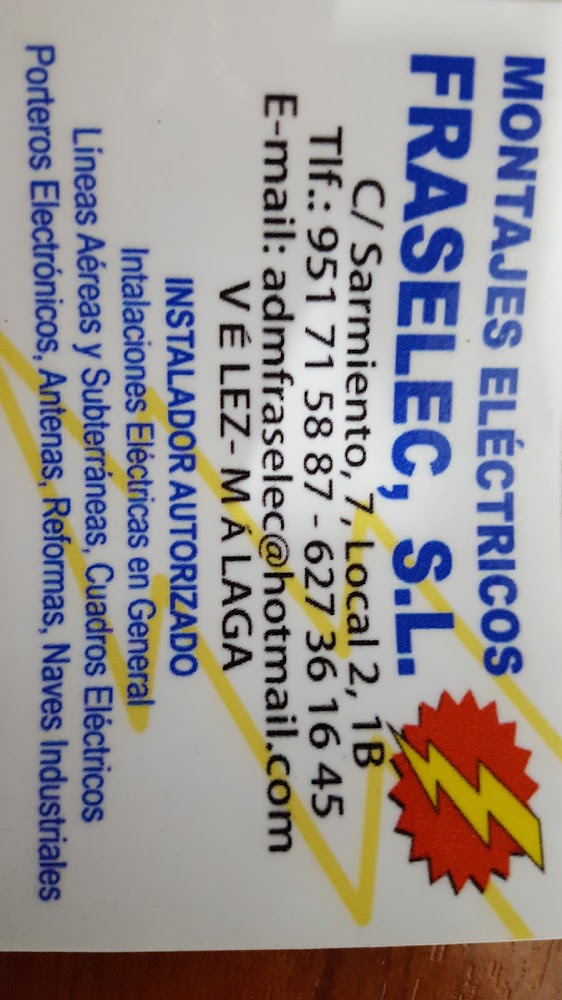 MONTAJES ELÉCTRICOS
FRASELEC, S.L.
C/ Sarmiento, 7, Local 2, 1B
Tlf.: 951 71 58 87 - 627 36 16 45
E-mail: admfraselec@hotmail.com
VÉLEZ-MÁLAGA
INSTALADOR AUTORIZADO
Intalaciones Eléctricas en General
Líneas Aéreas y Subterráneas, Cuadros Eléctricos
Porteros Electrónicos, Antenas, Reformas, Naves Industriales